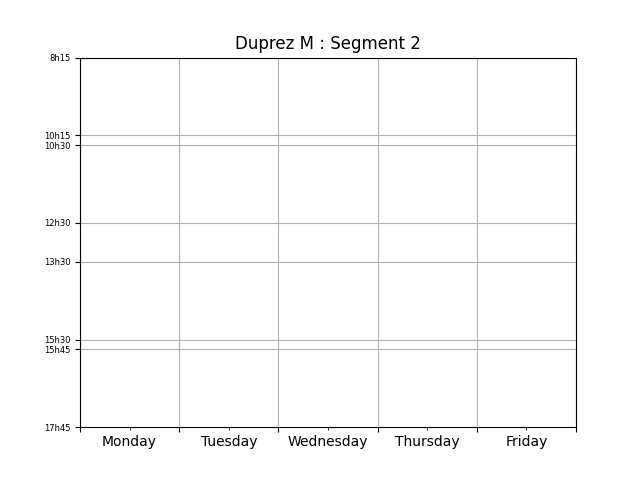 Duprez M : Segment 2
8h15
10h15
10h30
12h30
13h30
15h30
15h45
17h45
Monday Tuesday Wednesday Thursday Friday